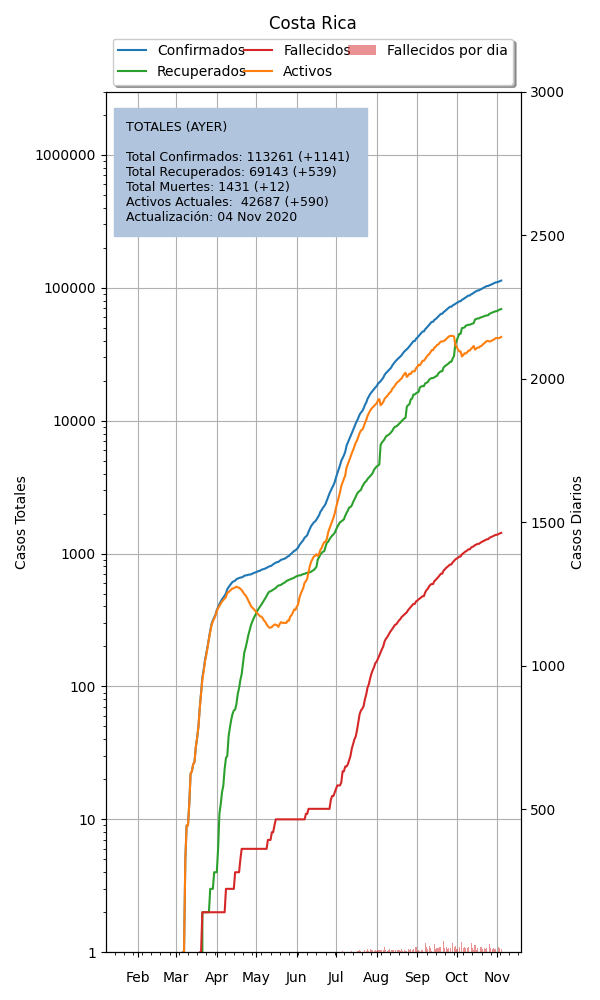 Costa Rica
Confirmados Fallecidos Fallecidos por dia
Recuperados Activos
TOTALES (AYER)
Total Confirmados: 113261 (+1141)
Total Recuperados: 69143 (+539)
Total Muertes: 1431 (+12)
Activos Actuales:  42687 (+590)
Actualización: 04 Nov 2020
Casos Totales
1000000
100000
10000
1000
100
10
1
Casos Diarios
3000
2500
2000
1500
1000
500
Feb Mar Apr May Jun Jul Aug Sep Oct Nov